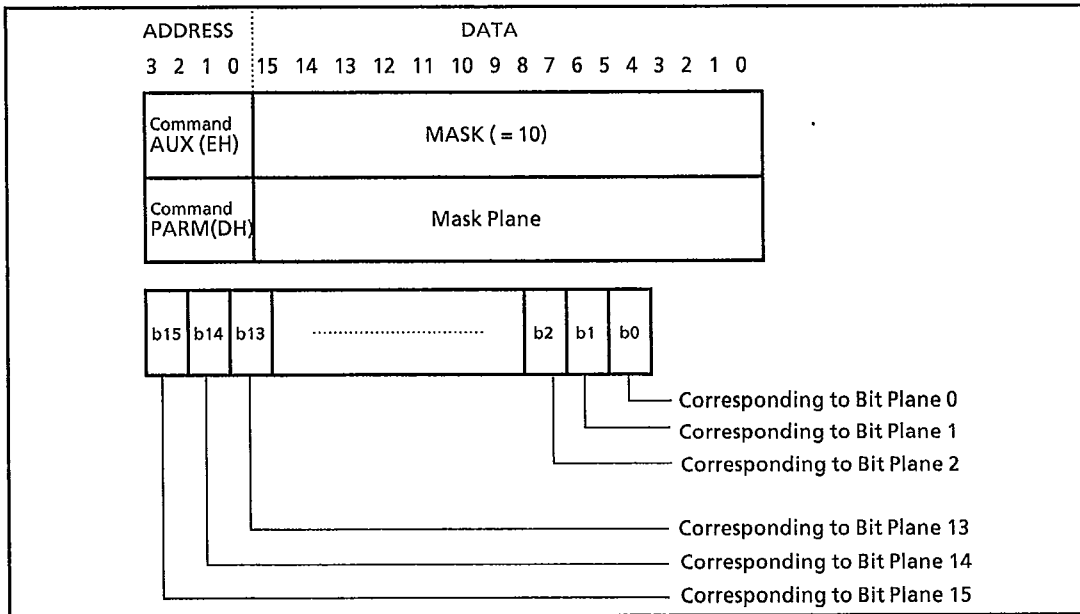 ADDRESS DATA
3 2 1 0 15 14 13 12 11 10 9 8 7 6 5 4 3 2 1 0
Command
AUX (EH)
MASK ( = 10)
Command
PARM(DH)
Mask Plane
b15 b14 b13 ........................................ b2 b1 b0
Corresponding to Bit Plane 0
Corresponding to Bit Plane 1
Corresponding to Bit Plane 2
Corresponding to Bit Plane 13
Corresponding to Bit Plane 14
Corresponding to Bit Plane 15